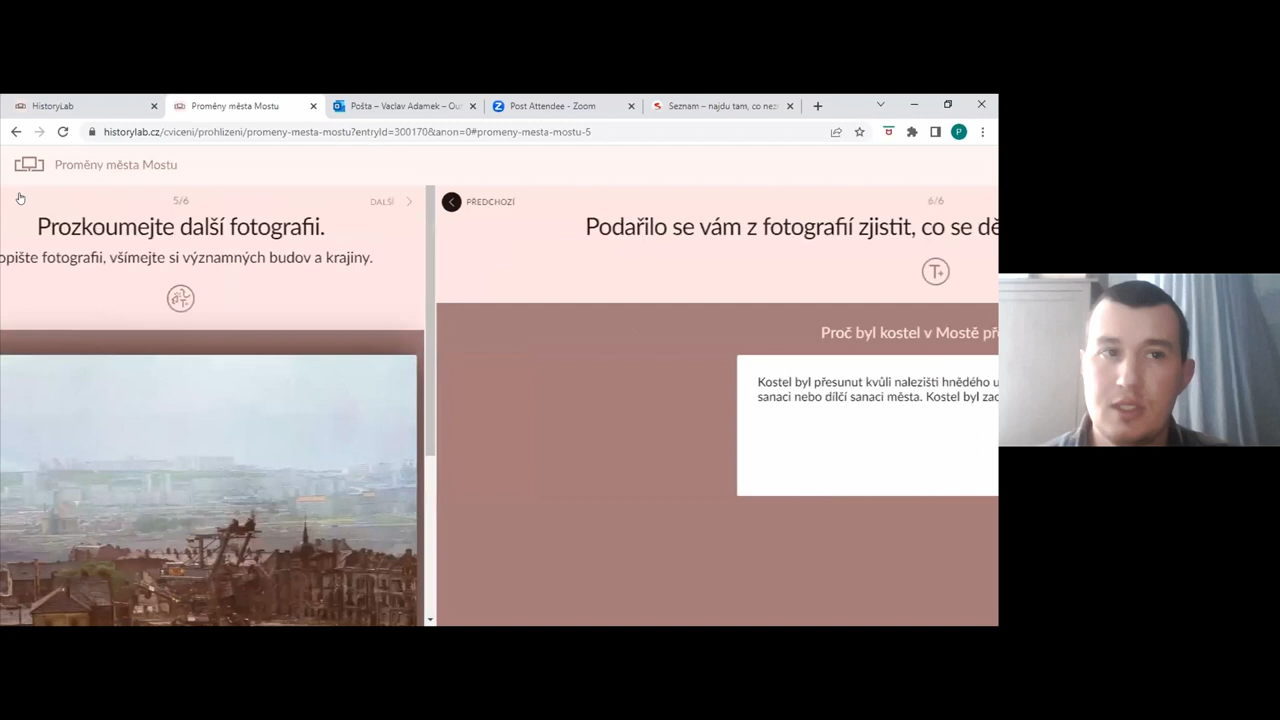 HistoryLab
Proměny města Mostu
Pošta – Vaclav Adamek – Ou
Post Attendee - Zoom
Seznam – najdu tam, co nez
historylab.cz/cviceni/prohlizeni/promeny-mesta-mostu?entryId=300170&anon=0#promeny-mesta-mostu-5
P
Proměny města Mostu
5/6
DALŠÍ
Prozkoumejte další fotografii.
opište fotografii, všímejte si významných budov a krajiny.
PŘEDCHOZÍ
6/6
Podařilo se vám z fotografií zjistit, co se dě
T+
Proč byl kostel v Mostě pře
Kostel byl přesunut kvůli nalezišti hnědého u
sanaci nebo dílčí sanaci města. Kostel byl zac